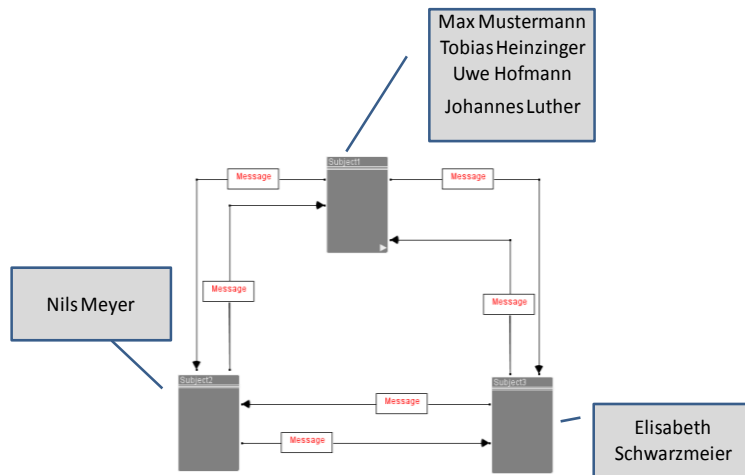 Max Mustermann
Tobias Heinzinger
Uwe Hofmann
Johannes Luther
Subject1
Message
Message
Message
Message
Nils Meyer
Subject2
Subject3
Message
Message
Elisabeth
Schwarzmeier